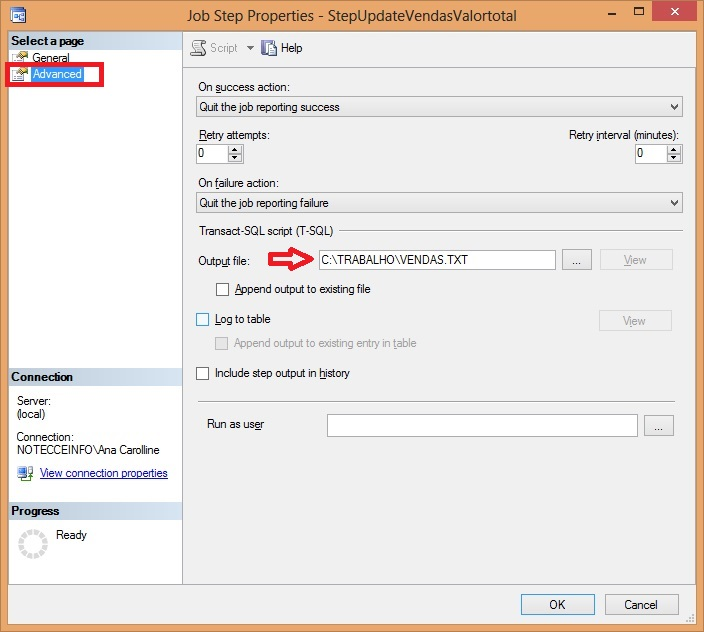 Job Step Properties - StepUpdateVendasValortotal
Select a page
General
Advanced
Script
Help
On success action:
Quit the job reporting success
Retry attempts:
Retry interval (minutes):
0
0
On failure action:
Quit the job reporting failure
Transact-SQL script (T-SQL)
Output file:
C:\TRABALHO\VENDAS.TXT
...
View
Append output to existing file
Log to table
View
Append output to existing entry in table
Include step output in history
Run as user
...
Connection
Server:
(local)
Connection:
NOTECCEINFO\Ana Carolline
View connection properties
Progress
Ready
OK
Cancel